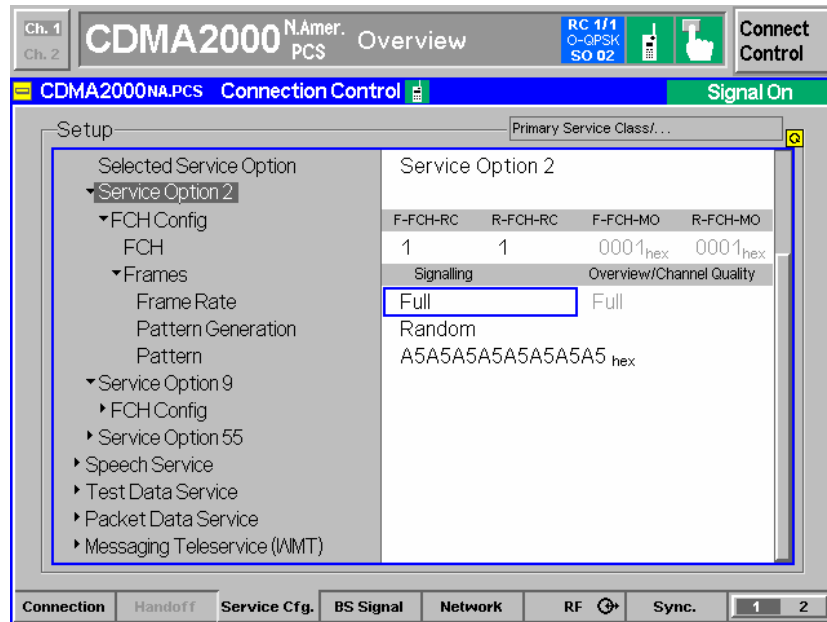 Ch. 1
Ch. 2
CDMA2000 N.Amer. PCS Overview
RC 1/1
O-QPSK
SO 02
Connect
Control
CDMA2000NA.PCS Connection Control
Signal On
Setup
Primary Service Class/...
Selected Service Option
Service Option 2
Service Option 2
FCH Config
F-FCH-RC R-FCH-RC F-FCH-MO R-FCH-MO
FCH
1 1 0001hex 0001hex
Frames
Signalling Overview/Channel Quality
Frame Rate
Full Full
Pattern Generation
Random
Pattern
A5A5A5A5A5A5A5A5 hex
Service Option 9
FCH Config
Service Option 55
Speech Service
Test Data Service
Packet Data Service
Messaging Teleservice (WMT)
Connection Handoff Service Cfg. BS Signal Network RF Sync. 1 2